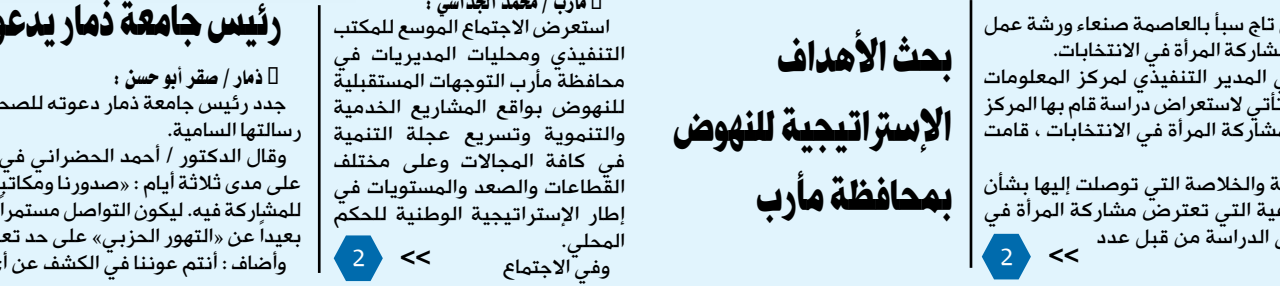 تاج سبأ بالعاصمة صنعاء ورشة عمل
مشاركة المرأة في الانتخابات.
المدير التنفيذي لمركز المعلومات
تأتي لاستعراض دراسة قام بها المركز
مشاركة المرأة في الانتخابات ، قامت
والخلاصة التي توصلت إليها بشأن
التي تعترض مشاركة المرأة في
الدراسة من قبل عدد
>> 2
بحث الأهداف
الإستراتيجية للنهوض
بمحافظة مأرب
مأرب / محمد الجداسي :
استعرض الاجتماع الموسع للمكتب
التنفيذي ومحليات المديريات في
محافظة مأرب التوجهات المستقبلية
للنهوض بواقع المشاريع الخدمية
والتنموية وتسريع عجلة التنمية
في كافة المجالات وعلى مختلف
القطاعات والصعد والمستويات في
إطار الإستراتيجية الوطنية للحكم
المحلي.
وفي الاجتماع
>> 2
رئيس جامعة ذمار يدعو
ذمار / صقر أبو حسن :
جدد رئيس جامعة ذمار دعوته للصح
رسالتها السامية.
وقال الدكتور / أحمد الحضراني في
على مدى ثلاثة أيام : «صدورنا ومكاتب
للمشاركة فيه. ليكون التواصل مستمراً
بعيداً عن «التهور الحزبي» على حد تع
وأضاف : أنتم عوننا في الكشف عن أ